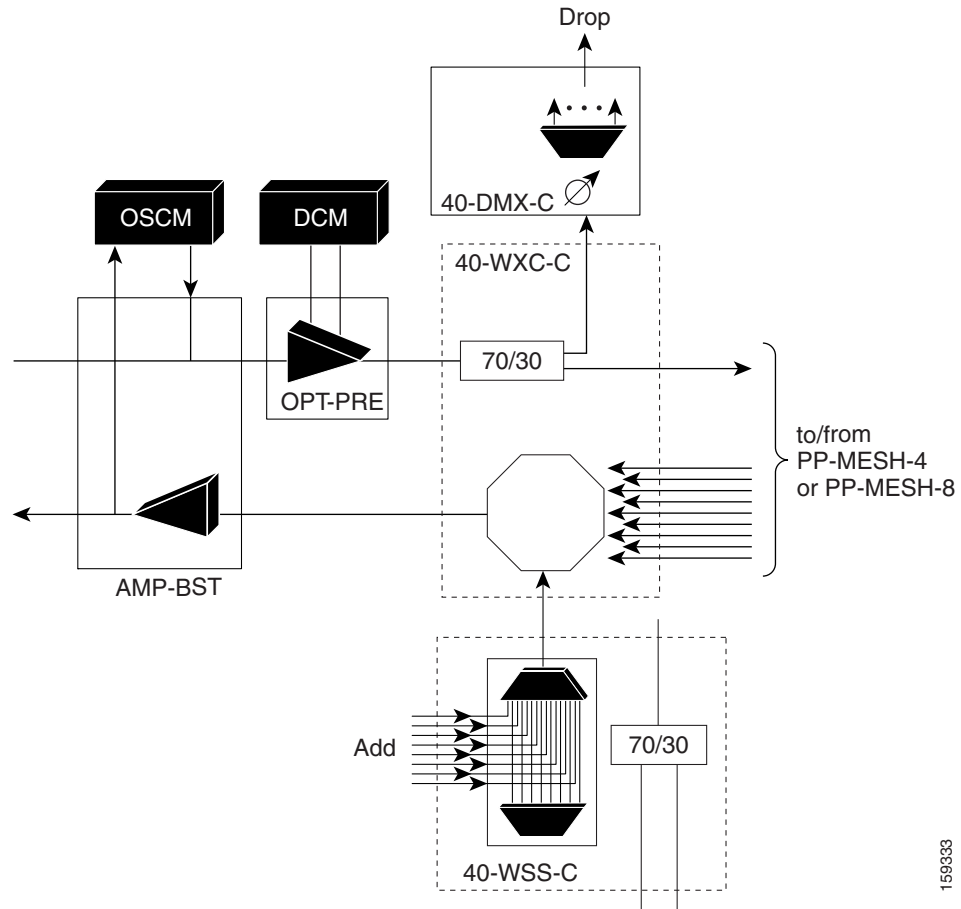 Drop
40-DMX-C
OSCM
DCM
40-WXC-C
70/30
OPT-PRE
to/from
PP-MESH-4
or PP-MESH-8
AMP-BST
Add
70/30
40-WSS-C
159333